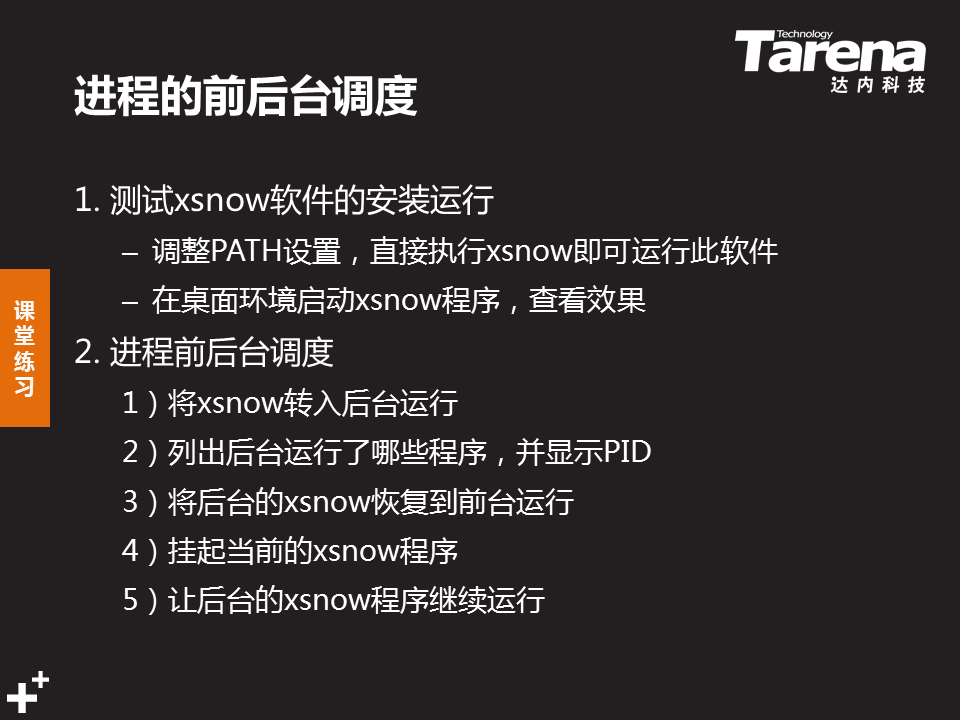 Technology
Tarena
达内科技
进程的前后台调度
1. 测试xsnow软件的安装运行
– 调整PATH设置，直接执行xsnow即可运行此软件
– 在桌面环境启动xsnow程序，查看效果
2. 进程前后台调度
1）将xsnow转入后台运行
2）列出后台运行了哪些程序，并显示PID
3）将后台的xsnow恢复到前台运行
4）挂起当前的xsnow程序
5）让后台的xsnow程序继续运行
课
堂
练
习